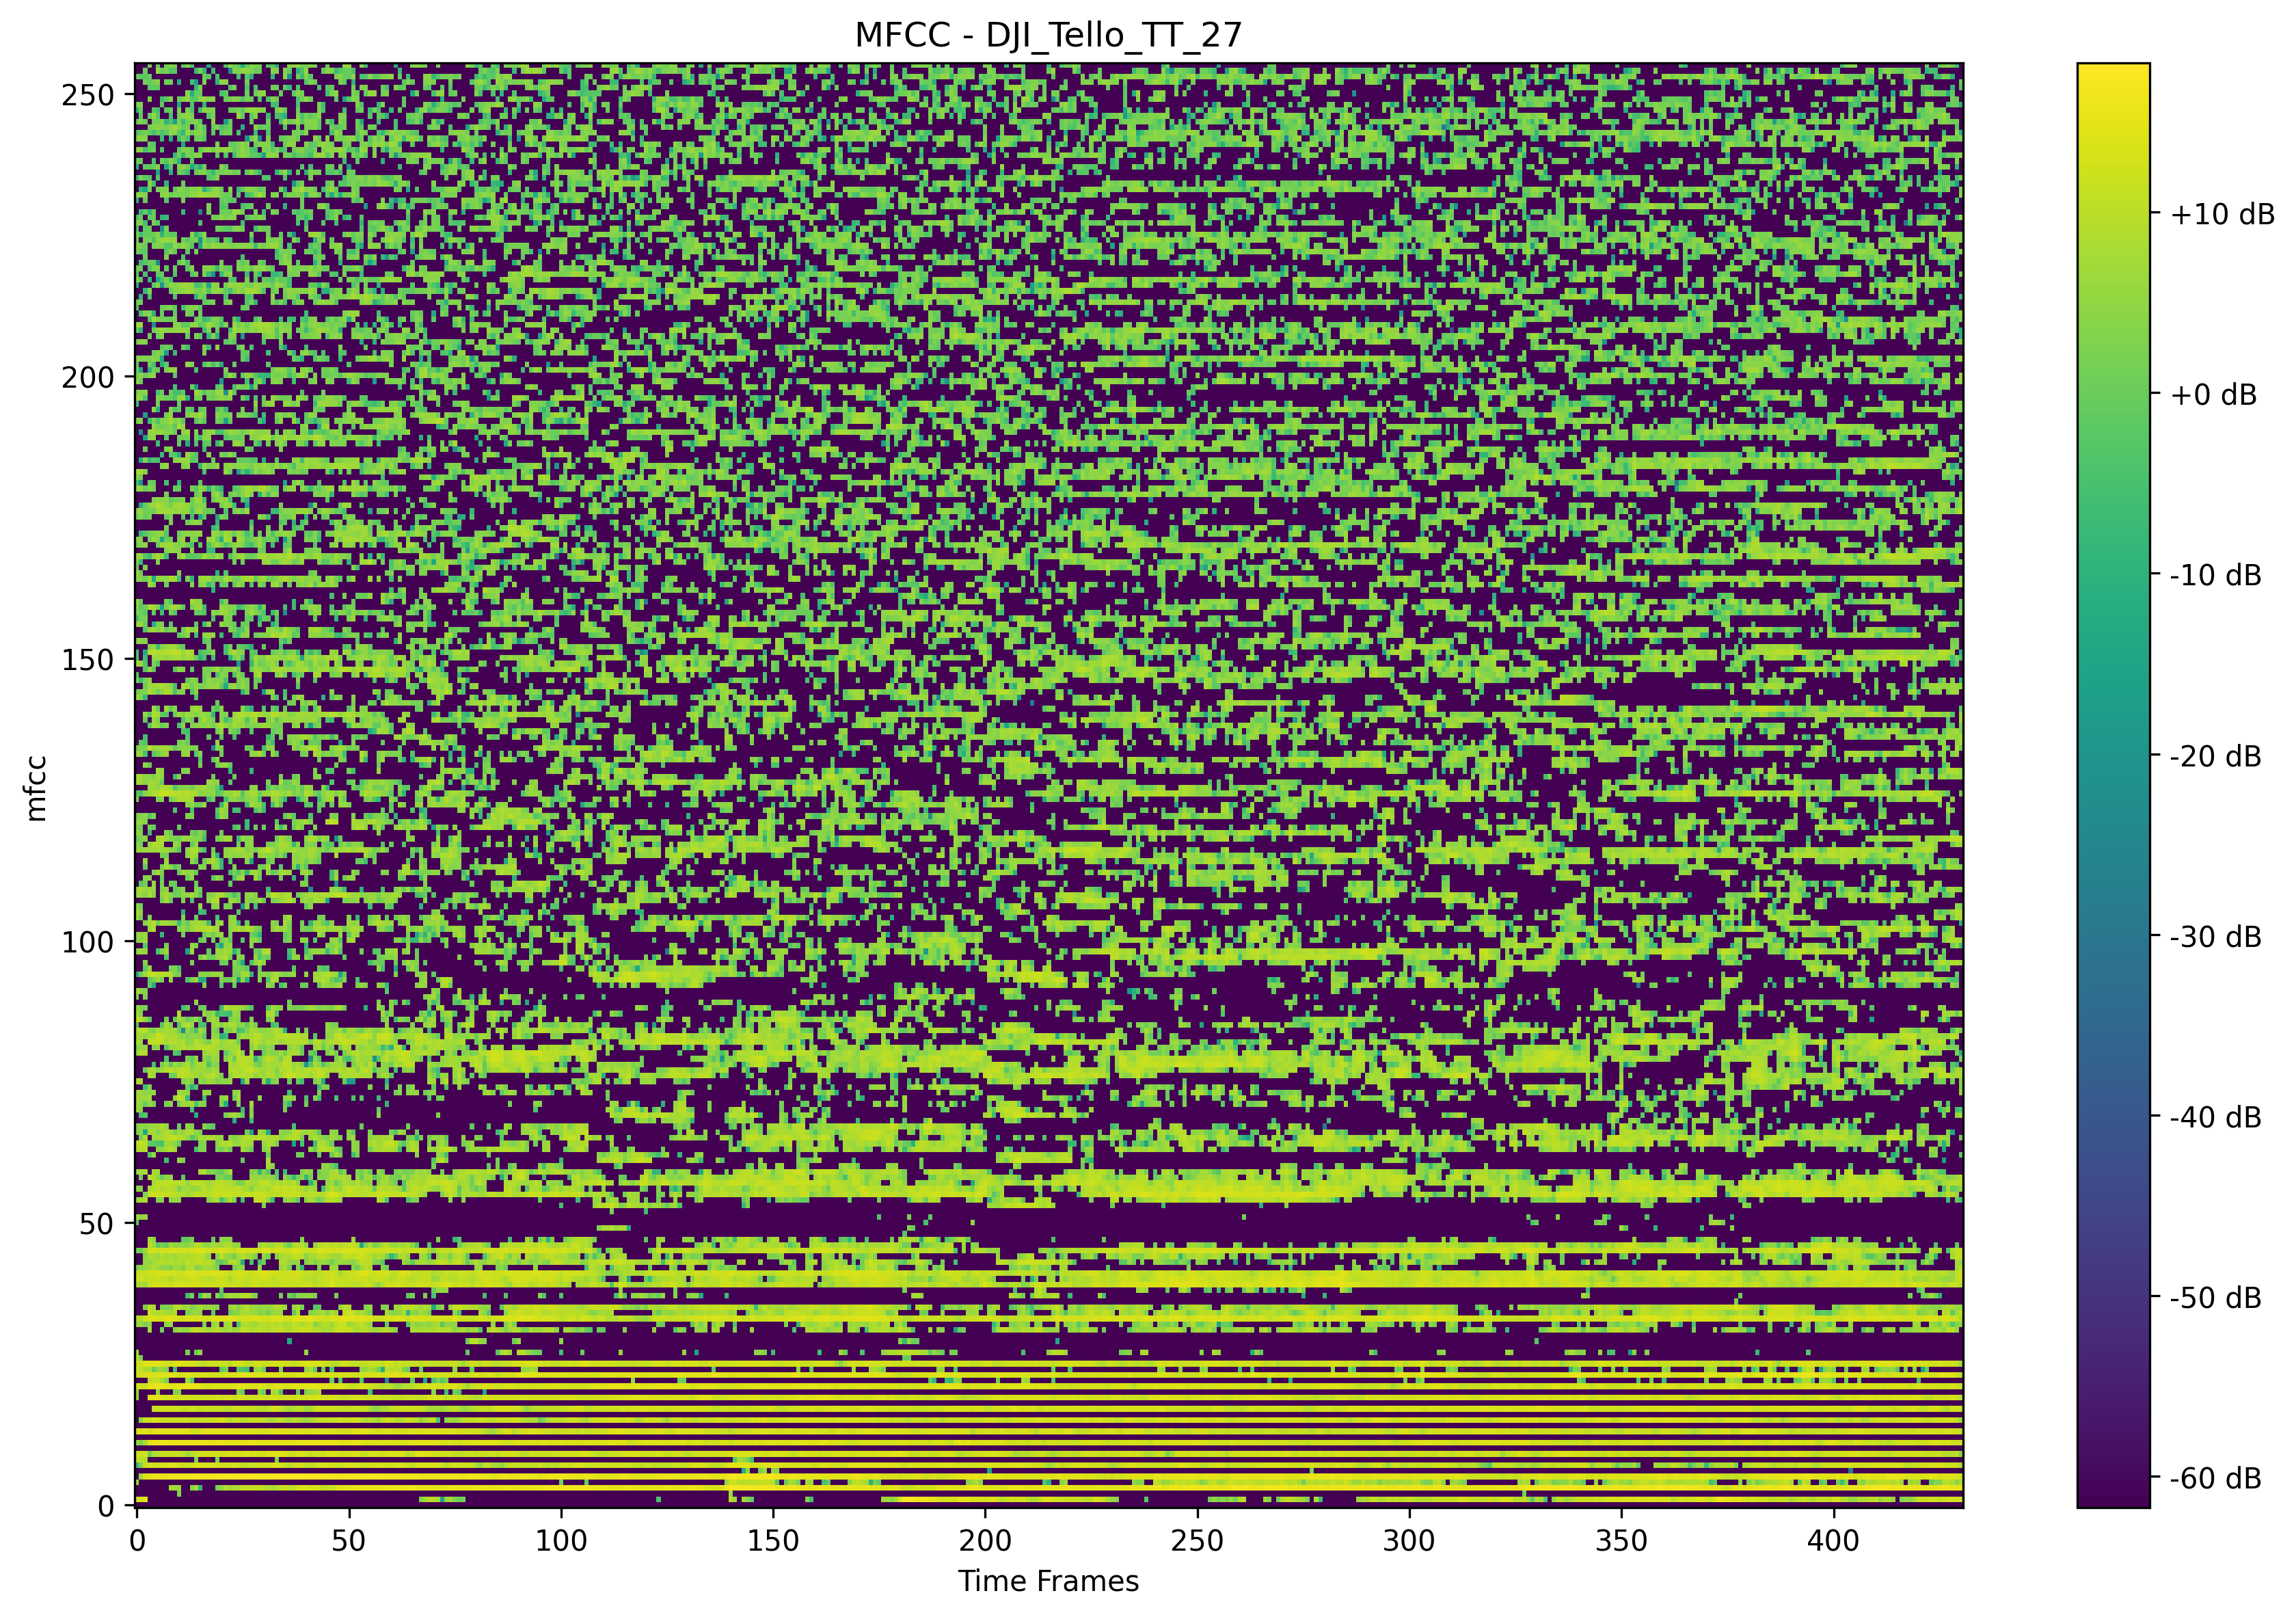 MFCC - DJI_Tello_TT_27
250
200
150
100
50
0
mfcc
0
50
100
150
200
250
300
350
400
Time Frames
+10 dB
+0 dB
-10 dB
-20 dB
-30 dB
-40 dB
-50 dB
-60 dB